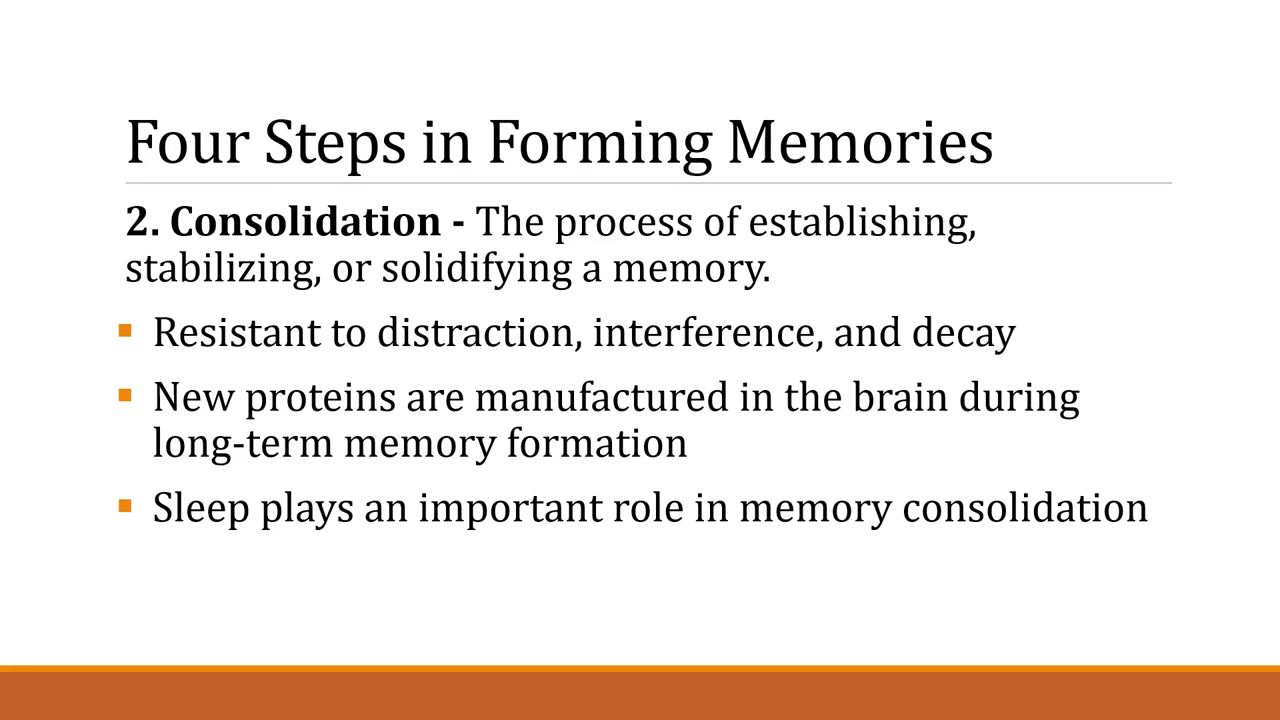 Four Steps in Forming Memories
2. Consolidation - The process of establishing,
stabilizing, or solidifying a memory.
▪ Resistant to distraction, interference, and decay
▪ New proteins are manufactured in the brain during
long-term memory formation
▪ Sleep plays an important role in memory consolidation